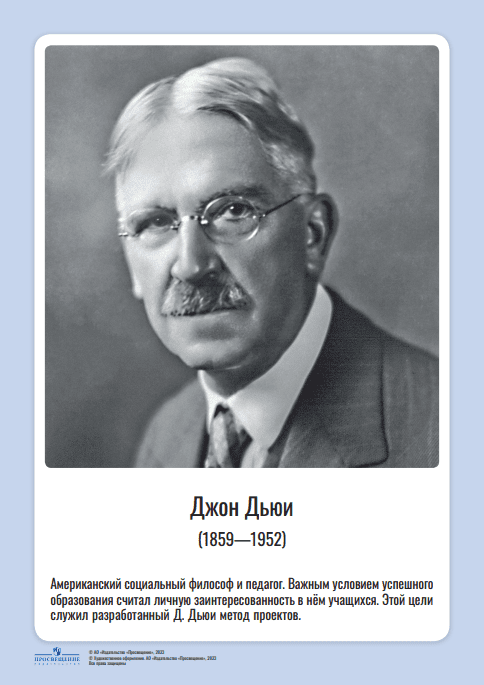 Джон Дьюи
(1859—1952)
Американский социальный философ и педагог. Важным условием успешного
образования считал личную заинтересованность в нём учащихся. Этой цели
служил разработанный Д. Дьюи метод проектов.
ПРОСВЕЩЕНИЕ
ИЗДАТЕЛЬСТВО
© АО «Издательство «Просвещение», 2022
© Художественное оформление. АО «Издательство «Просвещение», 2022
Все права защищены